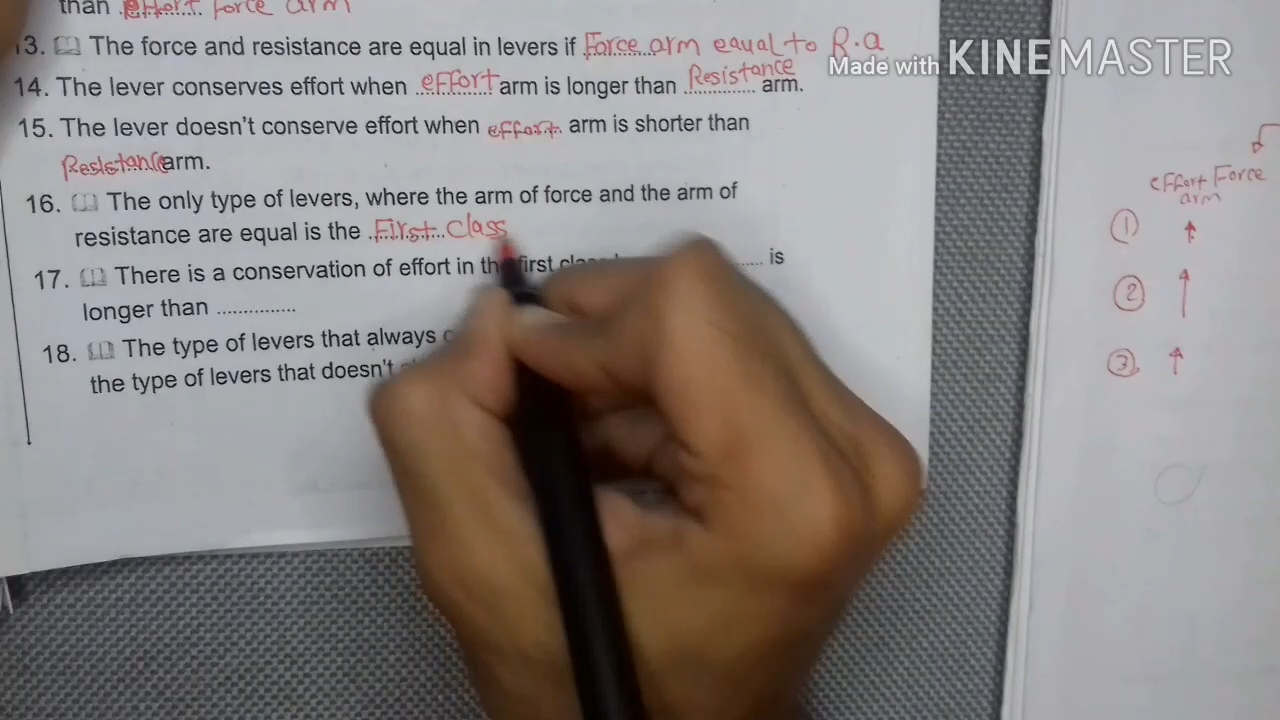 than effort force arm
13. The force and resistance are equal in levers if Force arm equal to R.a
Made with KINEMASTER
14. The lever conserves effort when effort arm is longer than Resistance arm.
15. The lever doesn't conserve effort when effort arm is shorter than
Resistance arm.
16. The only type of levers, where the arm of force and the arm of
resistance are equal is the First class
17. There is a conservation of effort in the first ........ is
longer than ...............
18. The type of levers that always
the type of levers that doesn't
effort Force
arm
1 ↑
2 ↑
3 ↑